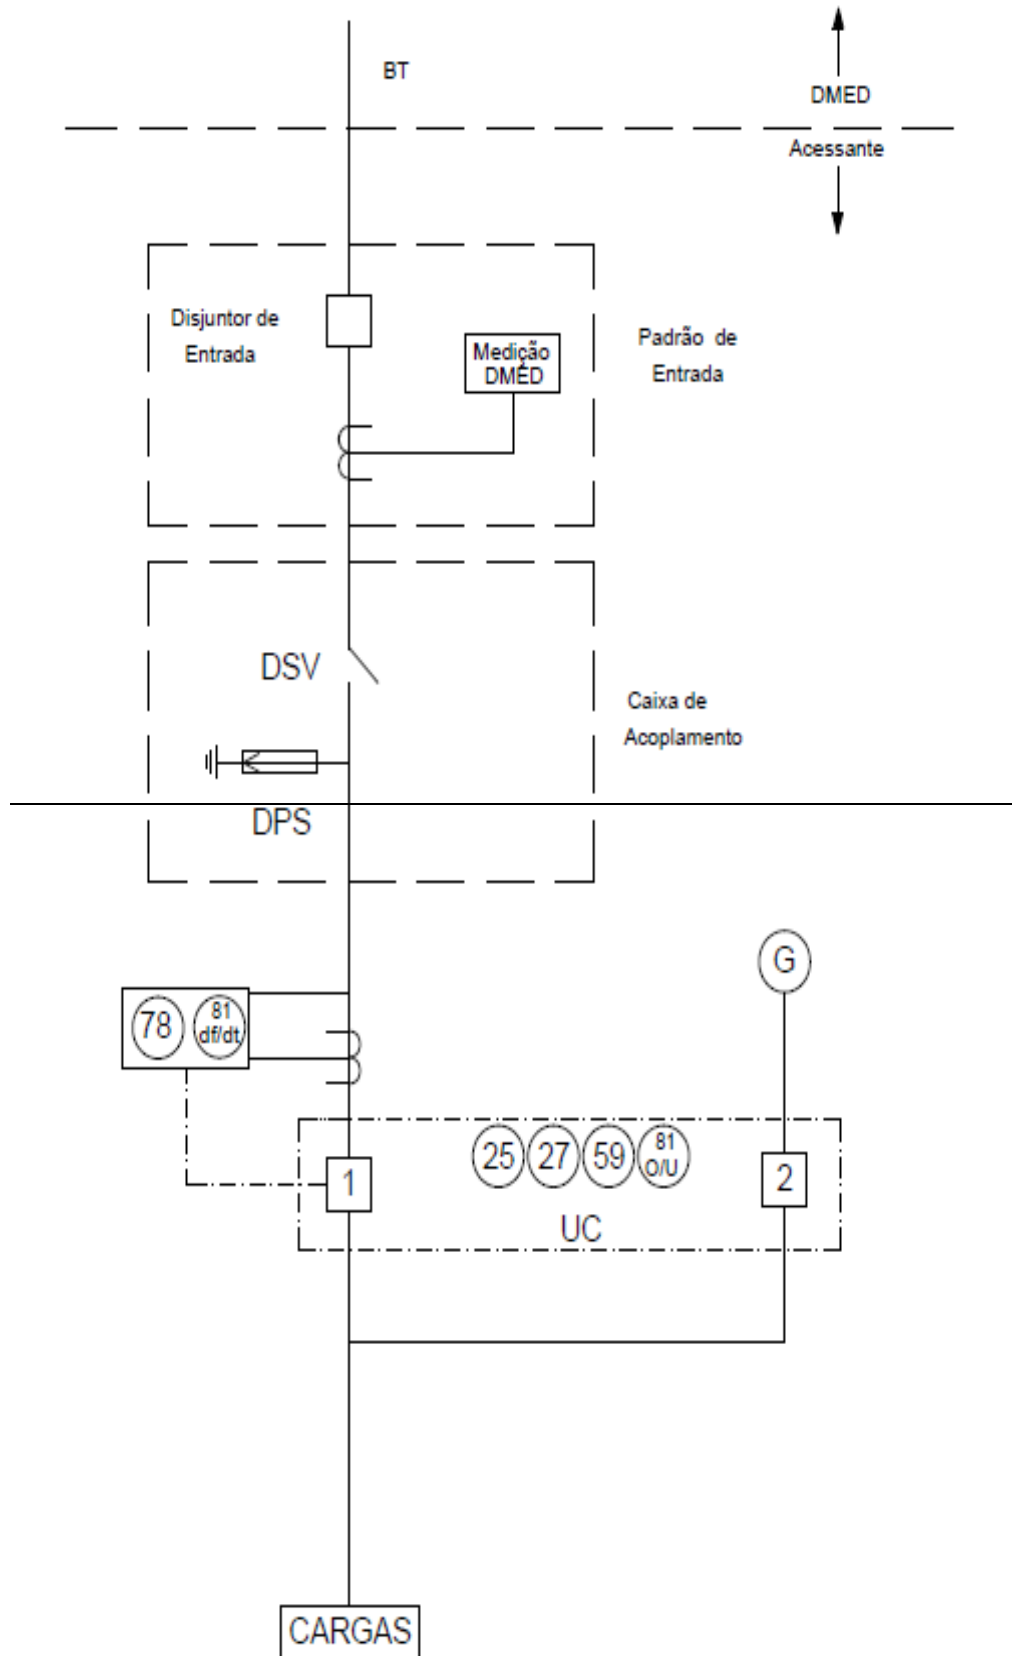 BT
DMED
Acessante
Disjuntor de
Entrada
Medição
DMED
Padrão de
Entrada
DSV
Caixa de
Acoplamento
DPS
G
78
81
df/dt
25
27
59
81
O/U
1
2
UC
CARGAS